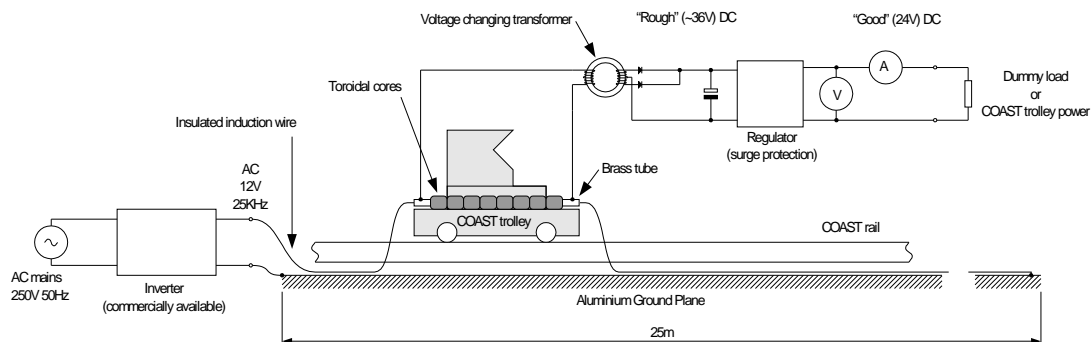 Voltage changing transformer
"Rough" (~36V) DC
"Good" (24V) DC
A
V
Dummy load
or
COAST trolley power
Toroidal cores
Regulator
(surge protection)
Insulated induction wire
Brass tube
AC
12V
25KHz
COAST trolley
COAST rail
AC mains
250V 50Hz
Inverter
(commercially available)
Aluminium Ground Plane
25m